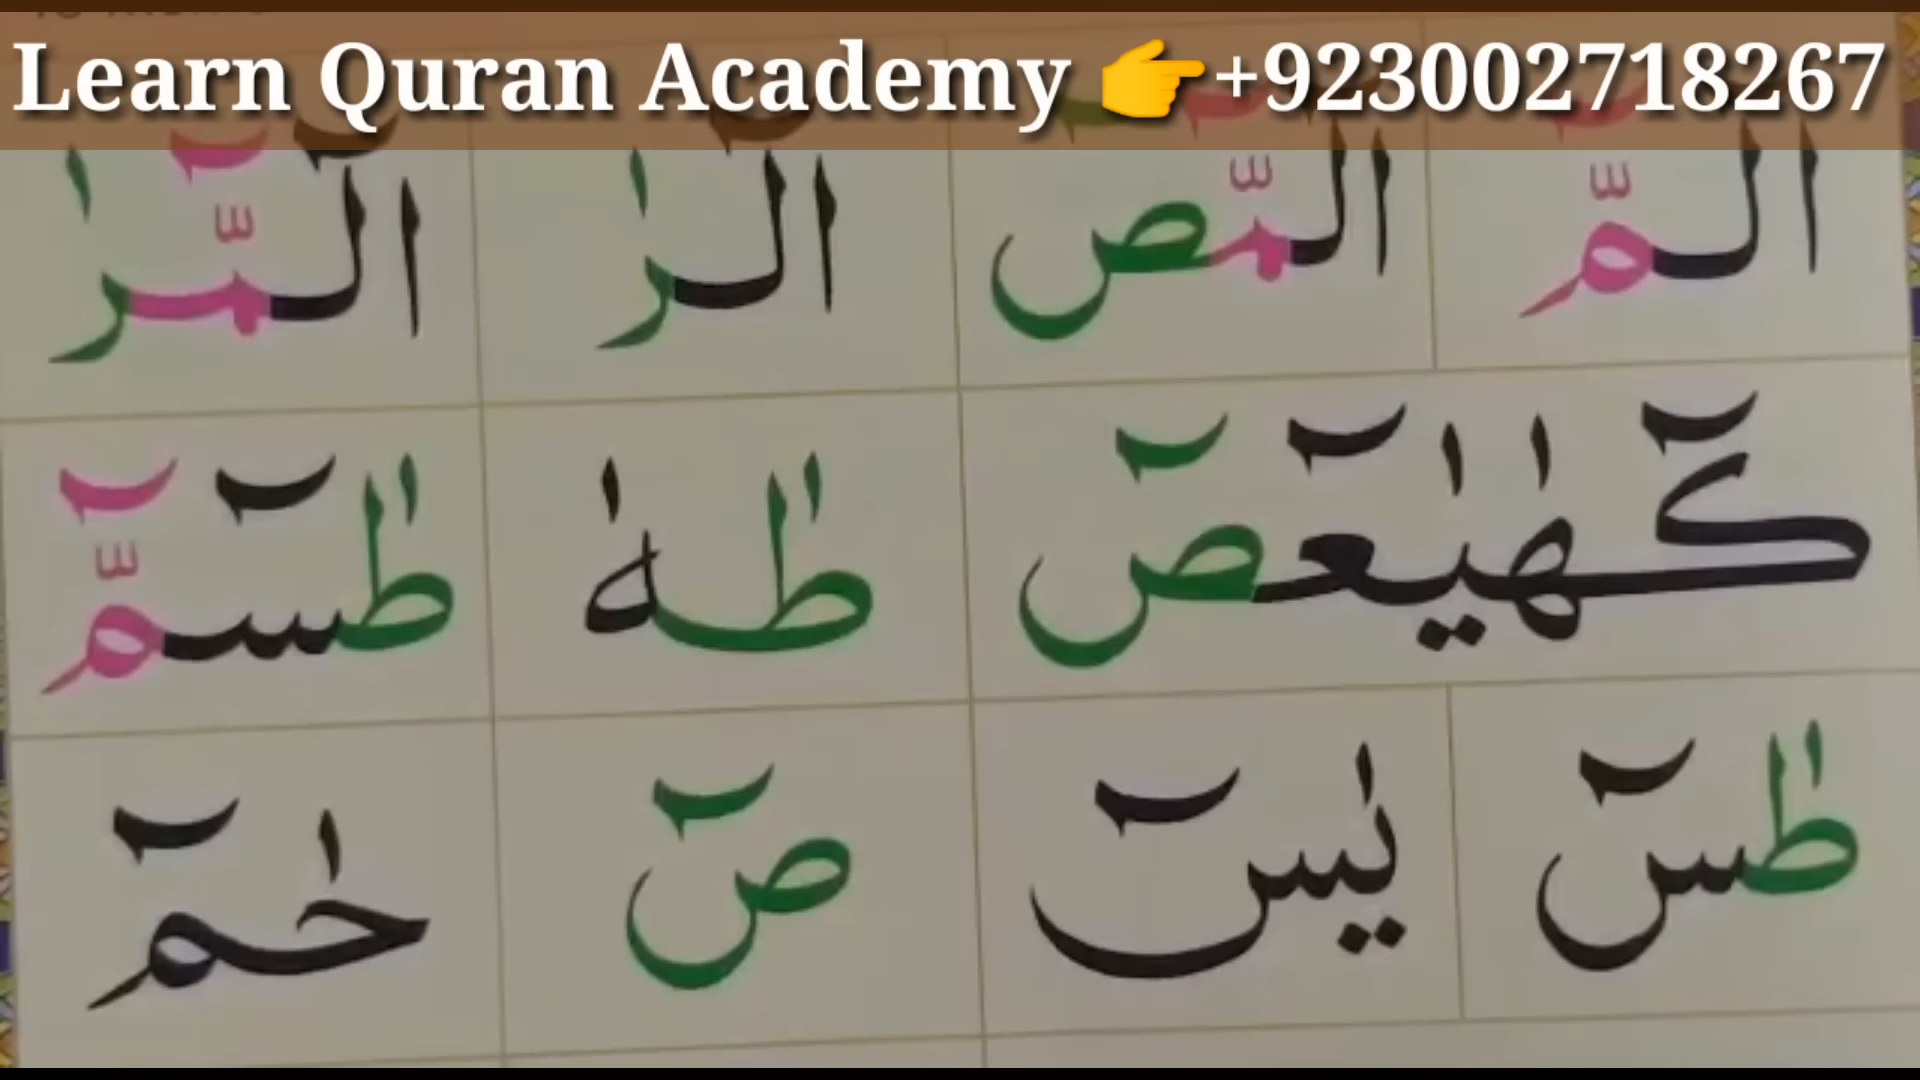 Learn Quran Academy 👉+923002718267
الٓمّٓ الٓمّٓصٓ الٓرٰ الٓمّٓرٰ
كٓهٰيٰعٓصٓ طٰهٰ طٰسٓمّٓ
طٰسٓ يٰسٓ صٓ حٰمٓ